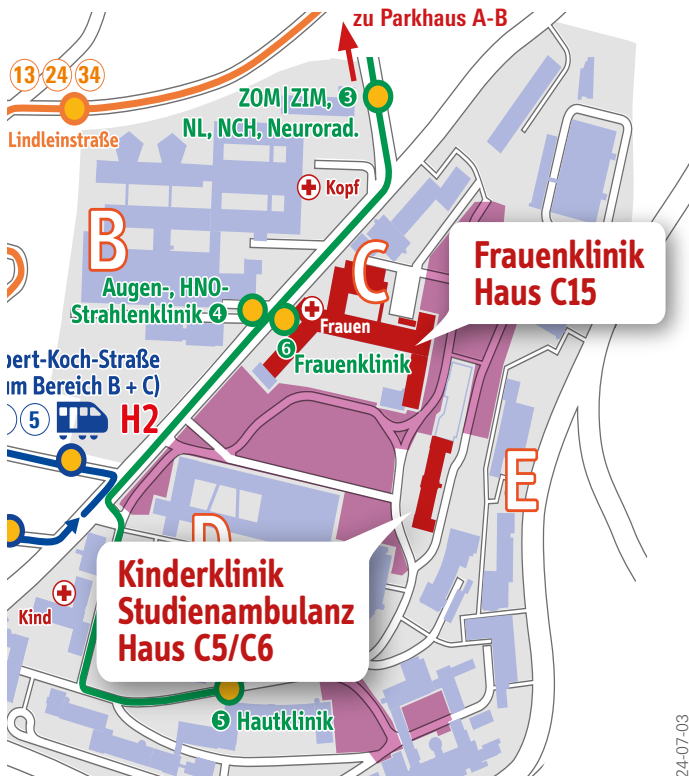 zu Parkhaus A-B
13 24 34
Lindleinstraße
ZOM|ZIM, 3
NL, NCH, Neurorad.
Kopf
B
C
Frauenklinik
Haus C15
Augen-, HNO-
Strahlenklinik 4
Frauen
6
Frauenklinik
bert-Koch-Straße
um Bereich B + C)
5
H2
E
D
Kinderklinik
Studienambulanz
Haus C5/C6
Kind
5 Hautklinik
24-07-03